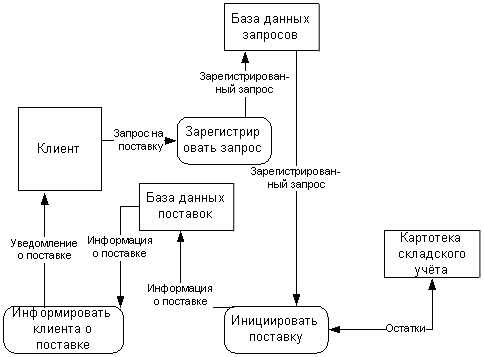 База данных
запросов
Зарегистрирован-
ный запрос
Клиент
Запрос на
поставку
Зарегистрир
овать запрос
Зарегистрирован-
ный запрос
База данных
поставок
Уведомление
о поставке
Информация
о поставке
Картотека
складского
учёта
Информация
о поставке
Информировать
клиента о
поставке
Инициировать
поставку
Остатки